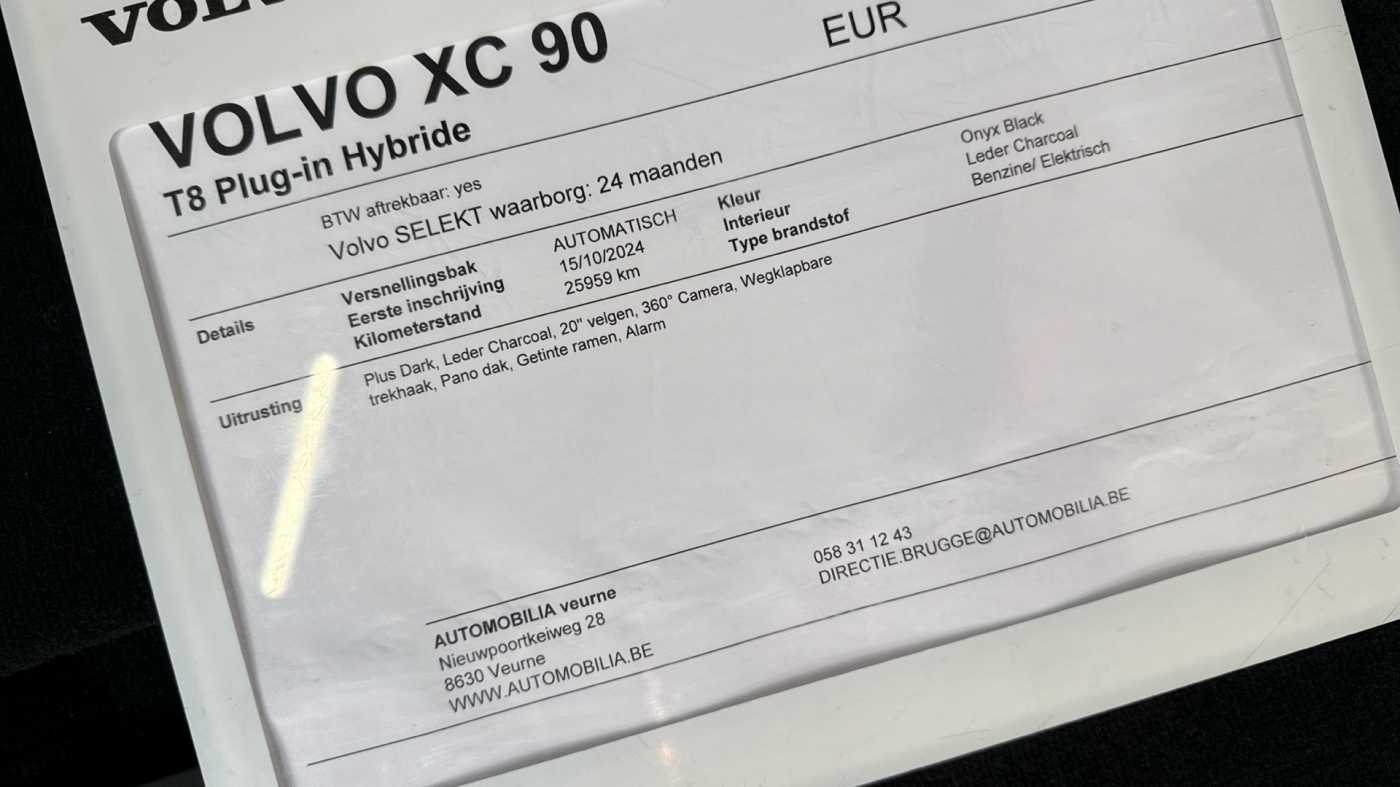 VOLVO
VOLVO XC 90
EUR
T8 Plug-in Hybride
BTW aftrekbaar: yes
Volvo SELEKT waarborg: 24 maanden
Details
Versnellingsbak AUTOMATISCH Kleur Onyx Black
Eerste inschrijving 15/10/2024 Interieur Leder Charcoal
Kilometerstand 25959 km Type brandstof Benzine/ Elektrisch
Uitrusting
Plus Dark, Leder Charcoal, 20" velgen, 360° Camera, Wegklapbare
trekhaak, Pano dak, Getinte ramen, Alarm
AUTOMOBILIA veurne
Nieuwpoortkeiweg 28
8630 Veurne
WWW.AUTOMOBILIA.BE
058 31 12 43
DIRECTIE.BRUGGE@AUTOMOBILIA.BE